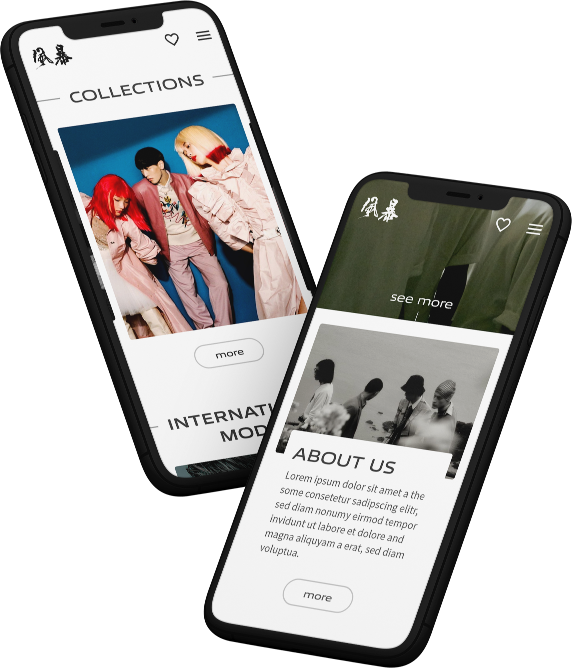 風暴
COLLECTIONS
more
INTERNATI
MOD
風暴
see more
ABOUT US
Lorem ipsum dolor sit amet a the
some consetetur sadipscing elitr,
sed diam nonumy eirmod tempor
invidunt ut labore et dolore and
magna aliquyam a erat, sed diam
voluptua.
more